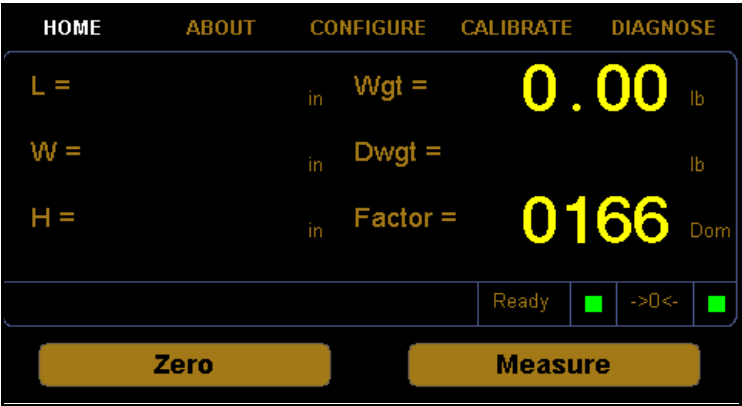 HOME ABOUT CONFIGURE CALIBRATE DIAGNOSE
L = in Wgt = 0.00 lb
W = in Dwgt = lb
H = in Factor = 0166 Dom
Ready ->0<-
Zero Measure